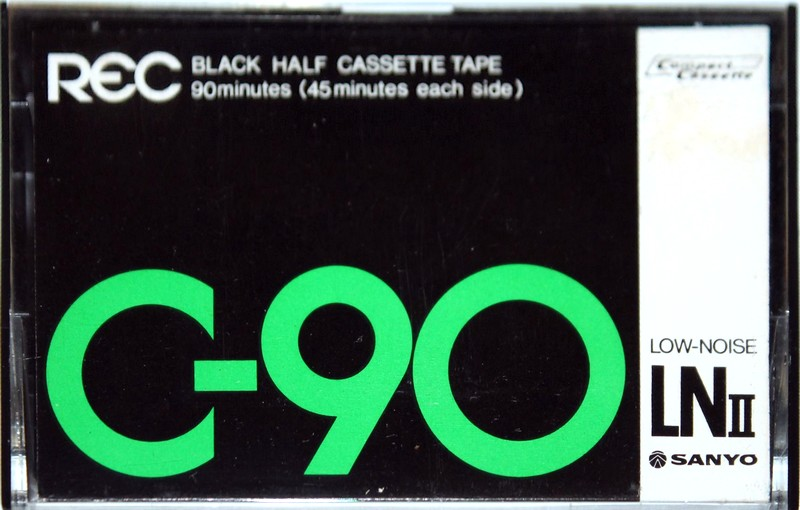 REC
BLACK HALF CASSETTE TAPE
90minutes (45minutes each side)
Compact
Cassette
C-90
LOW-NOISE
LNII
SANYO